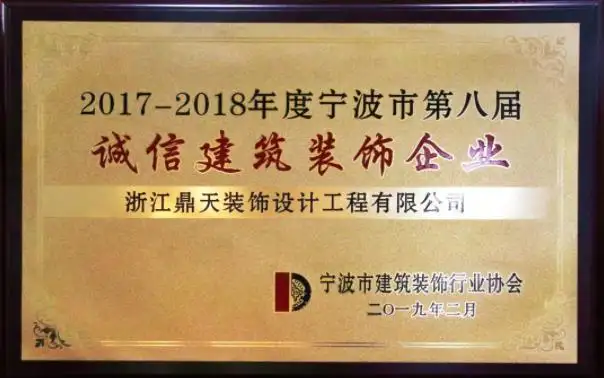 2017-2018年度宁波市第八届
诚信建筑装饰企业
浙江鼎天装饰设计工程有限公司
宁波市建筑装饰行业协会
二〇一九年二月